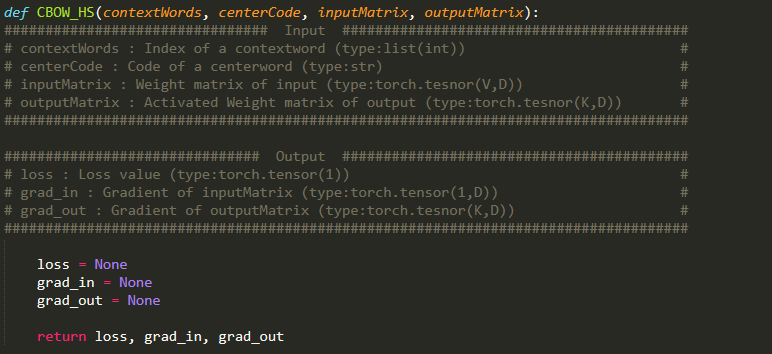 def CBOW_HS(contextWords, centerCode, inputMatrix, outputMatrix):
################################  Input  ##########################################
# contextWords : Index of a contextword (type:list(int))                          #
# centerCode : Code of a centerword (type:str)                                    #
# inputMatrix : Weight matrix of input (type:torch.tesnor(V,D))                   #
# outputMatrix : Activated Weight matrix of output (type:torch.tesnor(K,D))       #
###################################################################################
###############################  Output  ##########################################
# loss : Loss value (type:torch.tensor(1))                                        #
# grad_in : Gradient of inputMatrix (type:torch.tensor(1,D))                      #
# grad_out : Gradient of outputMatrix (type:torch.tesnor(K,D))                    #
###################################################################################
loss = None
grad_in = None
grad_out = None
return loss, grad_in, grad_out